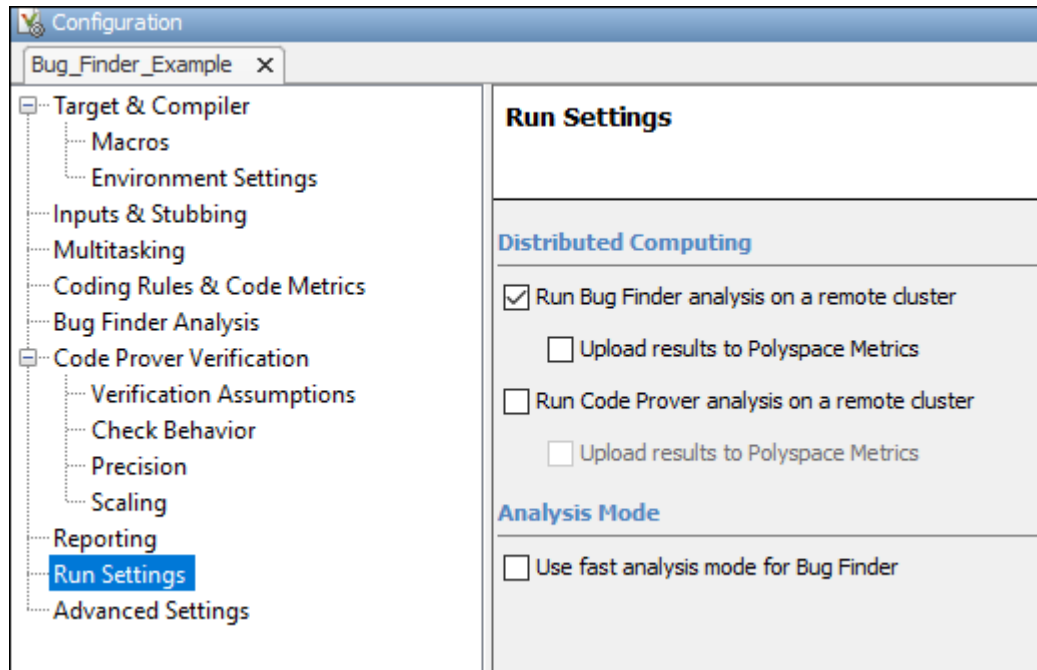 Configuration
Bug_Finder_Example X
Target & Compiler
Macros
Environment Settings
Inputs & Stubbing
Multitasking
Coding Rules & Code Metrics
Bug Finder Analysis
Code Prover Verification
Verification Assumptions
Check Behavior
Precision
Scaling
Reporting
Run Settings
Advanced Settings
Run Settings
Distributed Computing
Run Bug Finder analysis on a remote cluster
Upload results to Polyspace Metrics
Run Code Prover analysis on a remote cluster
Upload results to Polyspace Metrics
Analysis Mode
Use fast analysis mode for Bug Finder